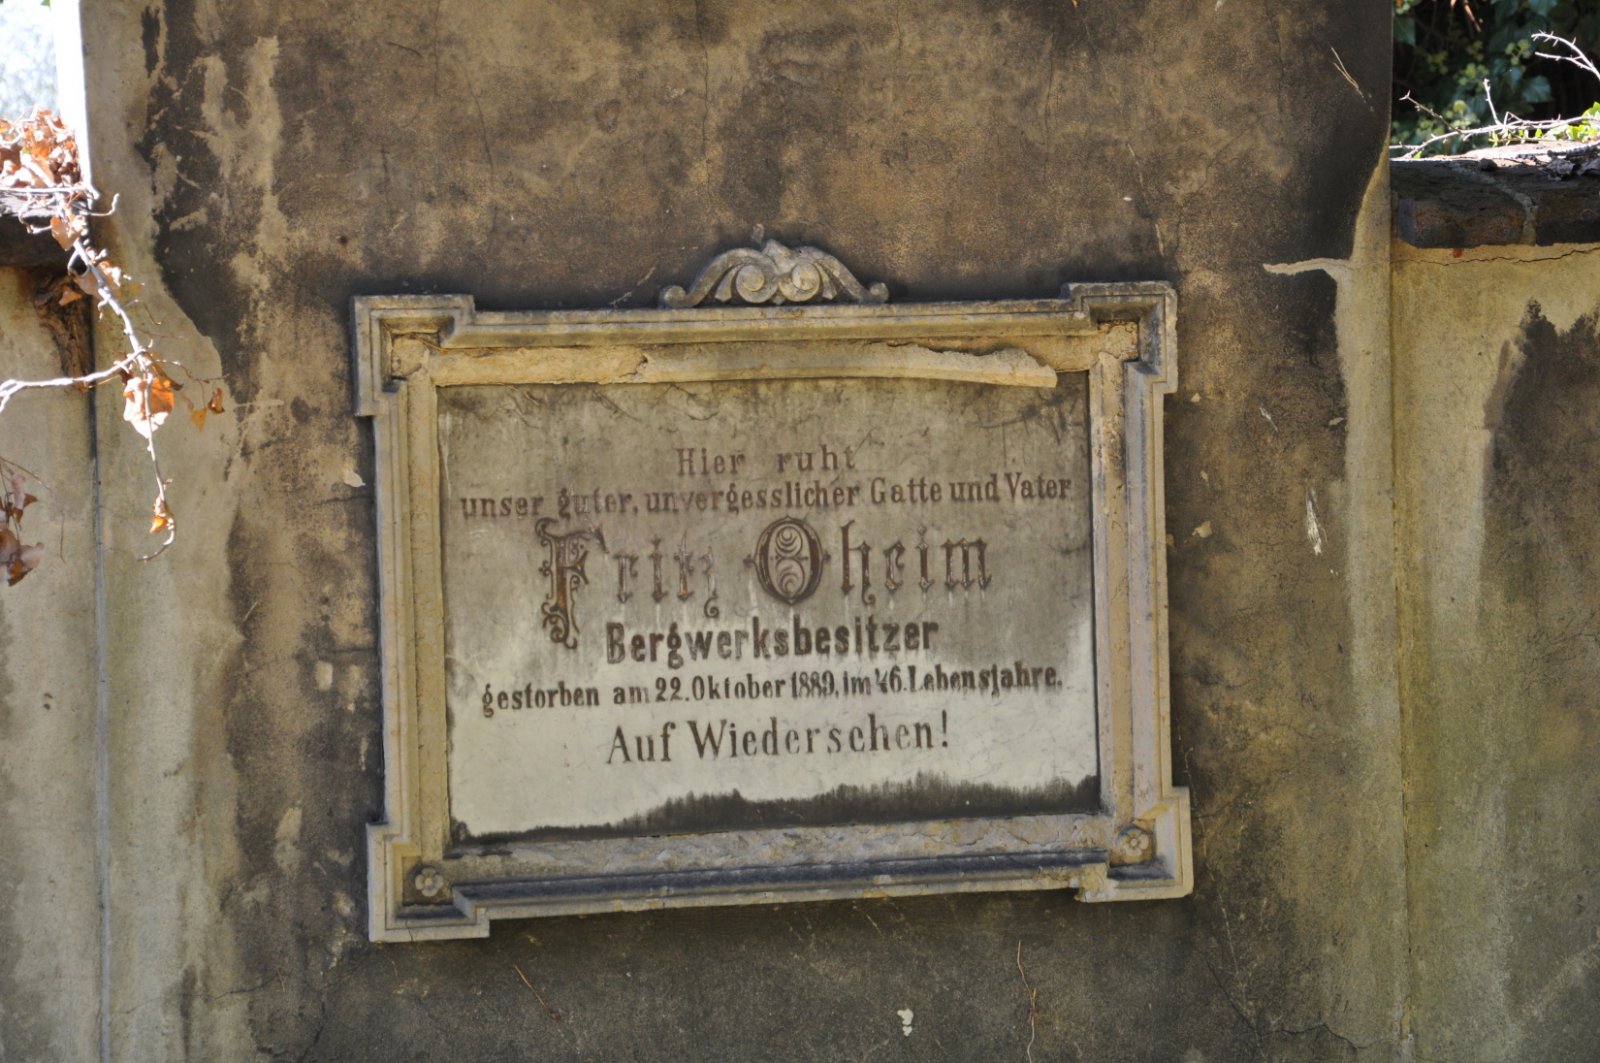 Hier ruht
unser guter, unvergesslicher Gatte und Vater
Fritz Oheim
Bergwerksbesitzer
gestorben am 22. Oktober 1889, im 46. Lebensjahre.
Auf Wiedersehen!